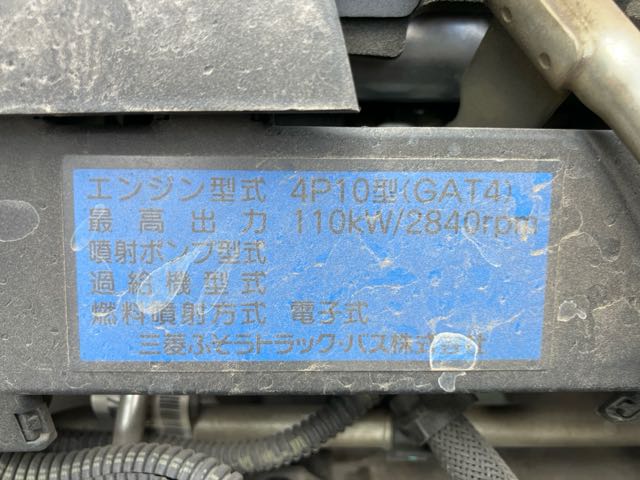 エンジン型式 4P10型(GAT4)
最高出力 110kW/2840rpm
噴射ポンプ型式
過給機型式
燃料噴射方式 電子式
三菱ふそうトラック・バス株式会社